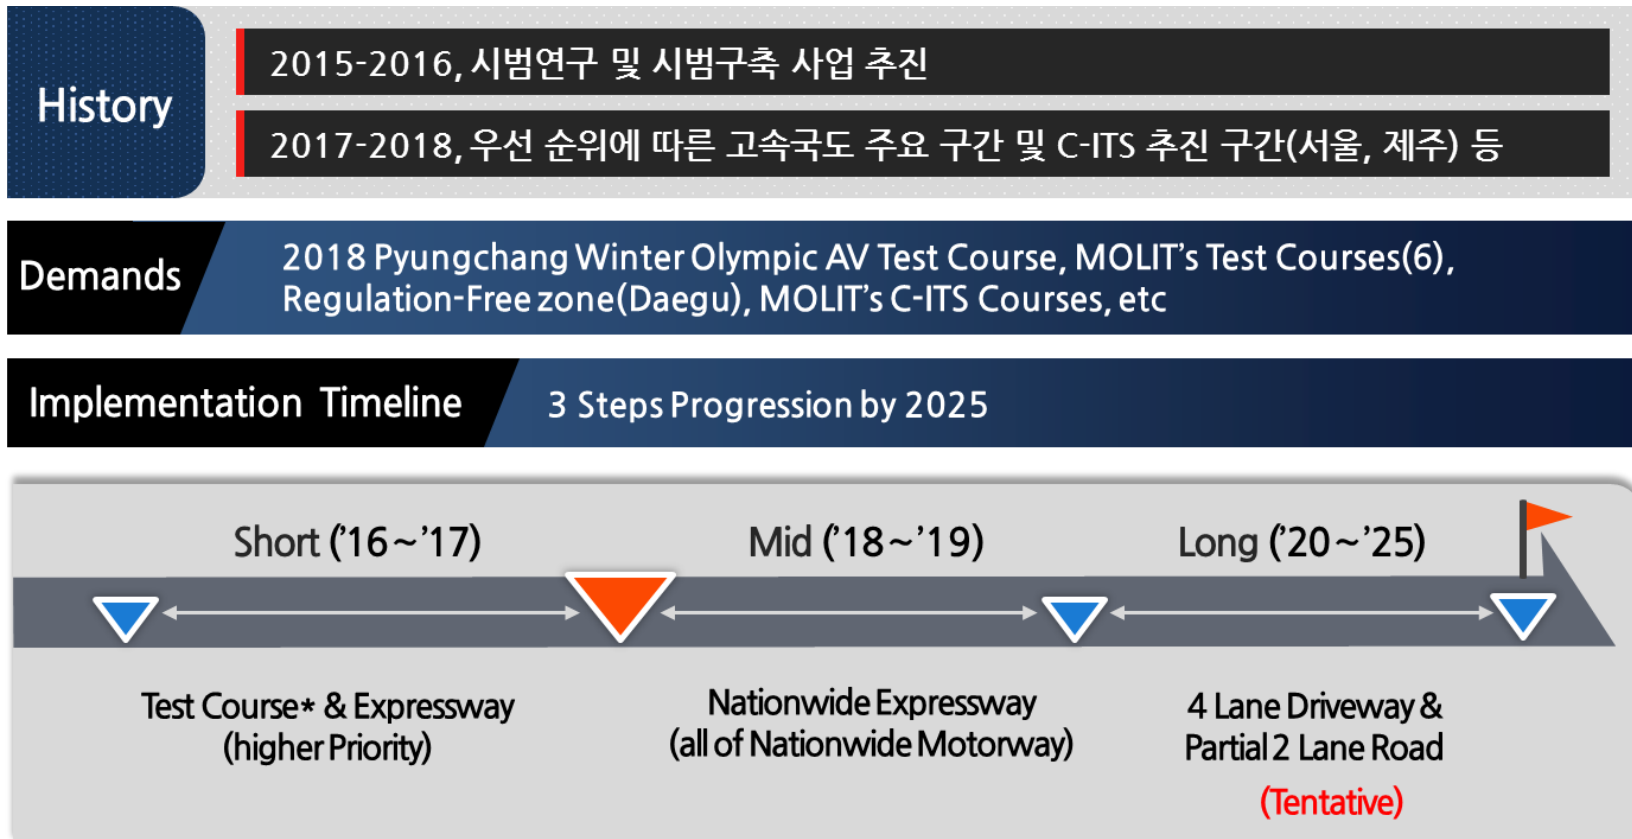 History
2015-2016, 시범연구 및 시범구축 사업 추진
2017-2018, 우선 순위에 따른 고속국도 주요 구간 및 C-ITS 추진 구간(서울, 제주) 등
Demands
2018 Pyungchang Winter Olympic AV Test Course, MOLIT’s Test Courses(6),
Regulation-Free zone(Daegu), MOLIT’s C-ITS Courses, etc
Implementation Timeline
3 Steps Progression by 2025
Short (’16~’17)
Mid (’18~’19)
Long (’20~’25)
Test Course* & Expressway
(higher Priority)
Nationwide Expressway
(all of Nationwide Motorway)
4 Lane Driveway &
Partial 2 Lane Road
(Tentative)